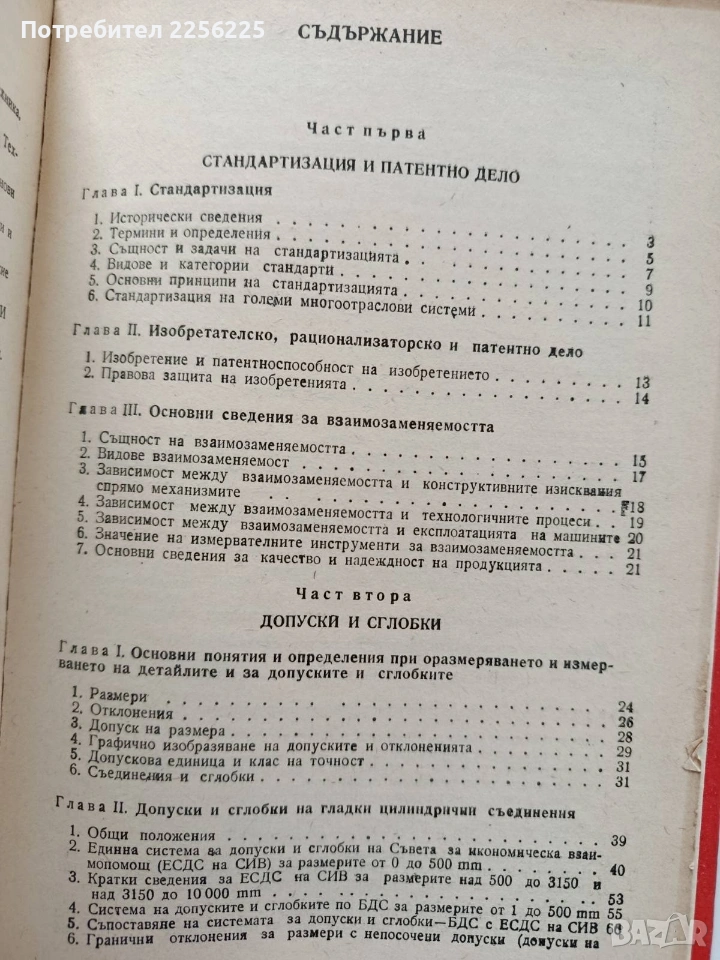 Потребител 2256225
СЪДЪРЖАНИЕ
Част първа
СТАНДАРТИЗАЦИЯ И ПАТЕНТНО ДЕЛО
Глава I. Стандартизация
1. Исторически сведения . . . 3
2. Термини и определения . . . 5
3. Същност и задачи на стандартизацията . . . 7
4. Видове и категории стандарти . . . 9
5. Основни принципи на стандартизацията . . . 10
6. Стандартизация на големи многоотраслови системи . . . 11
Глава II. Изобретателско, рационализаторско и патентно дело
1. Изобретение и патентноспособност на изобретението . . . 13
2. Правова защита на изобретенията . . . 14
Глава III. Основни сведения за взаимозаменяемостта
1. Същност на взаимозаменяемостта . . . 15
2. Видове взаимозаменяемост . . . 17
3. Зависимост между взаимозаменяемостта и конструктивните изисквания
спрямо механизмите . . . 18
4. Зависимост между взаимозаменяемостта и технологичните процеси . . 19
5. Зависимост между взаимозаменяемостта и експлоатацията на машините 20
6. Значение на измервателните инструменти за взаимозаменяемостта . . 21
7. Основни сведения за качество и надеждност на продукцията . . . 21
Част втора
ДОПУСКИ И СГЛОБКИ
Глава I. Основни понятия и определения при оразмеряването и измер-
ването на детайлите и за допуските и сглобките
1. Размери . . . 24
2. Отклонения . . . 26
3. Допуск на размера . . . 28
4. Графично изобразяване на допуските и отклоненията . . . 29
5. Допускова единица и клас на точност . . . 31
6. Съединения и сглобки . . . 31
Глава II. Допуски и сглобки на гладки цилиндрични съединения
1. Общи положения . . . 39
2. Единна система за допуски и сглобки на Съвета за икономическа взаи-
мопомощ (ЕСДС на СИВ) за размерите от 0 до 500 mm . . . 40
3. Кратки сведения за ЕСДС на СИВ за размери над 500 до 3150 и
над 3150 до 10 000 mm . . . 53
4. Система на допуските и сглобките по БДС за размерите от 1 до 500 mm 55
5. Съпоставяне на системата за допуски и сглобки—БДС с ЕСДС на СИВ
6. Гранични отклонения за размери с непосочени допуски (допуски на
bazar